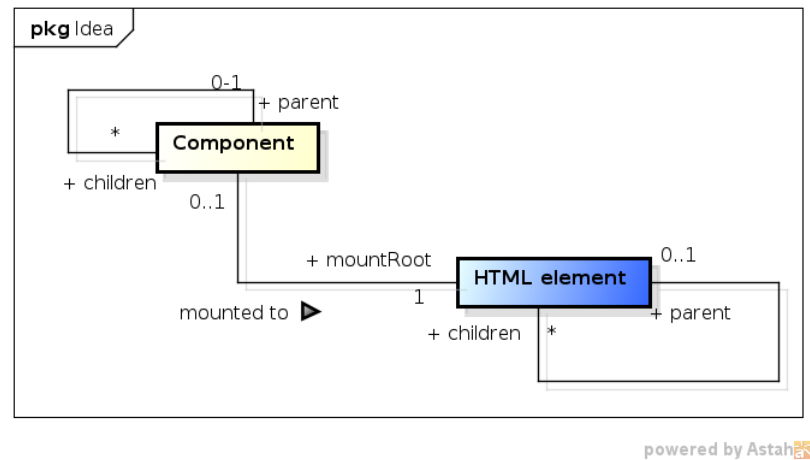 pkg Idea
0-1
+ parent
*
Component
+ children
0..1
+ mountRoot
0..1
HTML element
1
mounted to
+ parent
+ children
*
powered by Astah